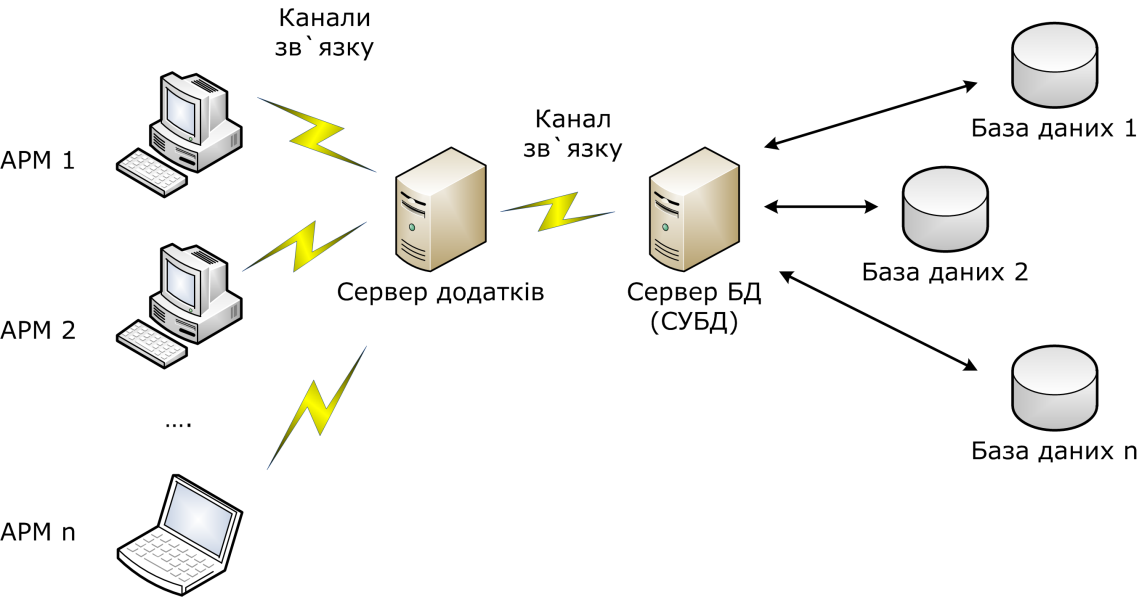 Канали
зв`язку
АРМ 1
Канал
зв`язку
База даних 1
База даних 2
Сервер додатків
Сервер БД
(СУБД)
АРМ 2
….
База даних n
АРМ n